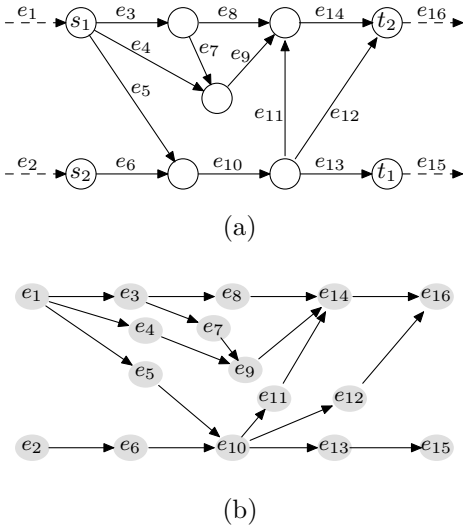 e1 s1 e3 e8 e14 t2 e16
e4 e7 e9
e5
e11 e12
e2 s2 e6 e10 e13 t1 e15
(a)
e1 e3 e8 e14 e16
e4 e7
e5 e9
e11 e12
e2 e6 e10 e13 e15
(b)